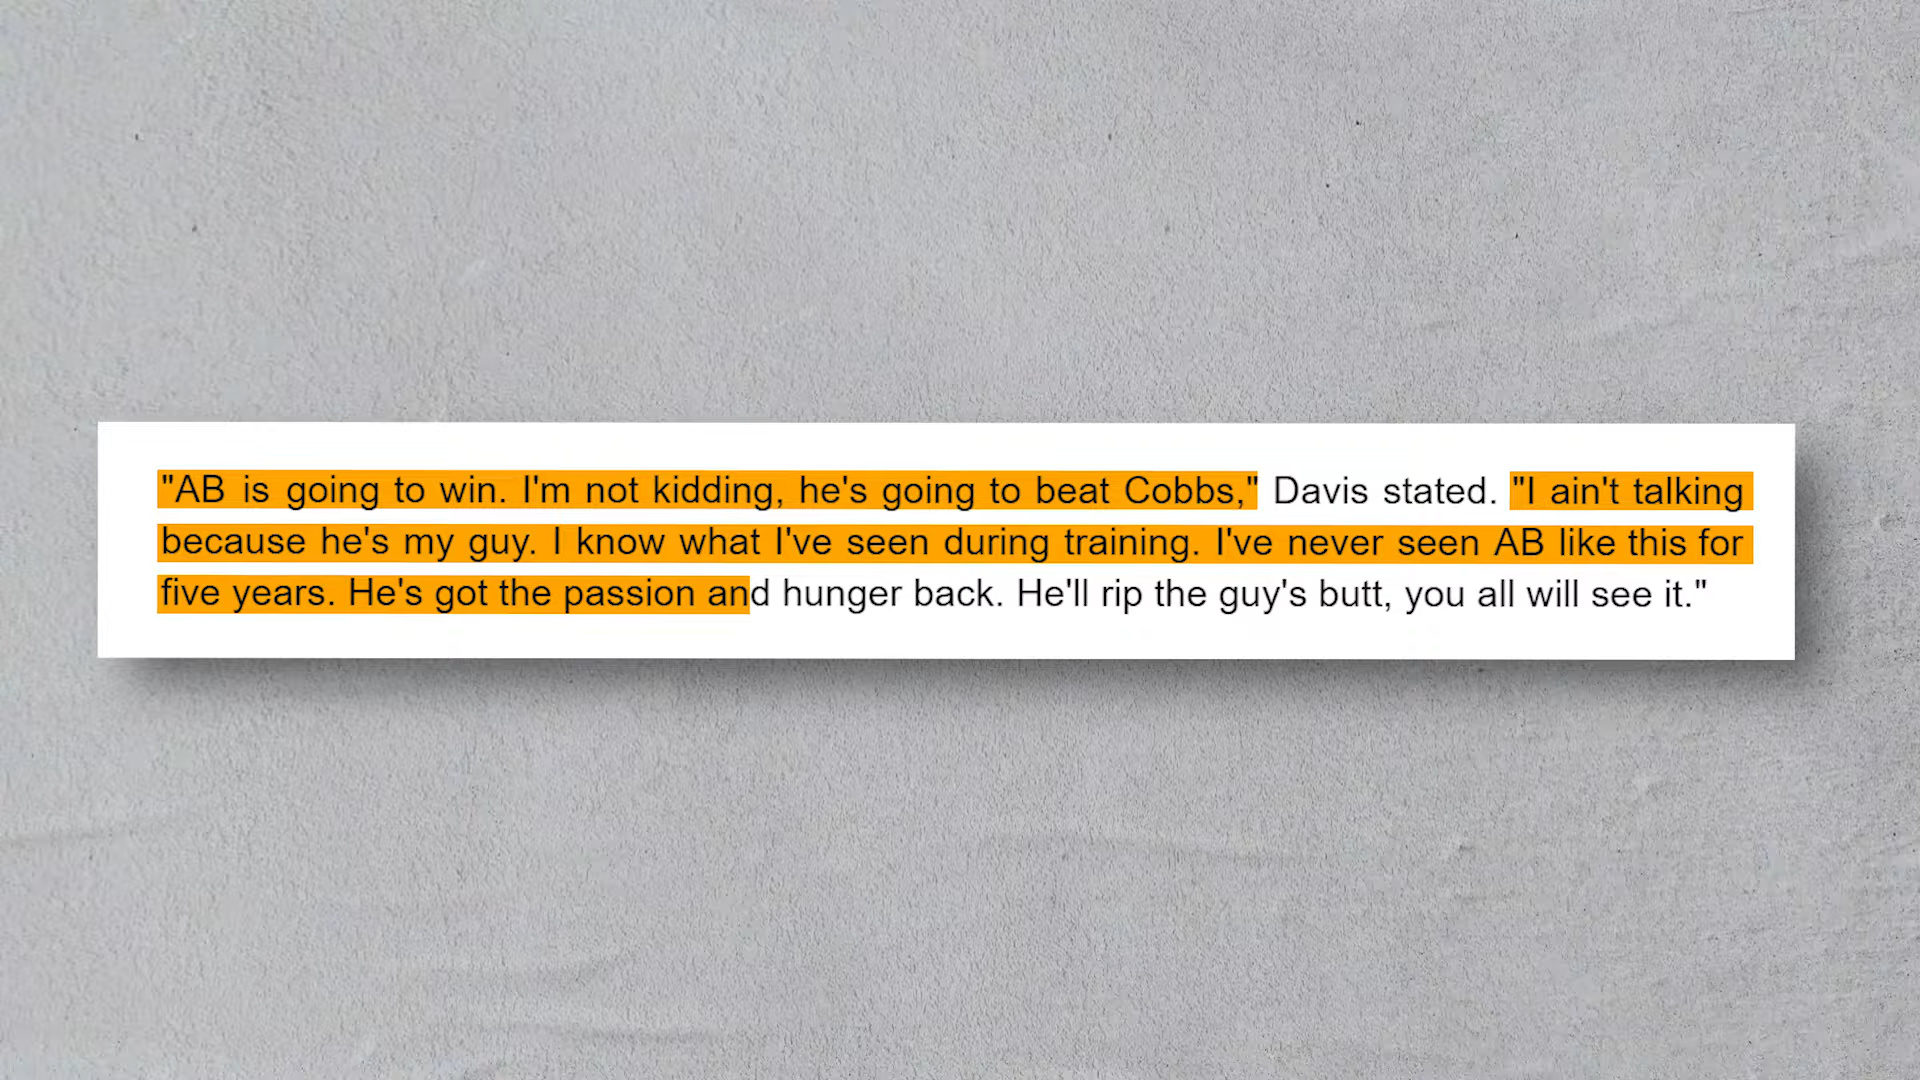 "AB is going to win. I'm not kidding, he's going to beat Cobbs," Davis stated. "I ain't talking
because he's my guy. I know what I've seen during training. I've never seen AB like this for
five years. He's got the passion and hunger back. He'll rip the guy's butt, you all will see it."